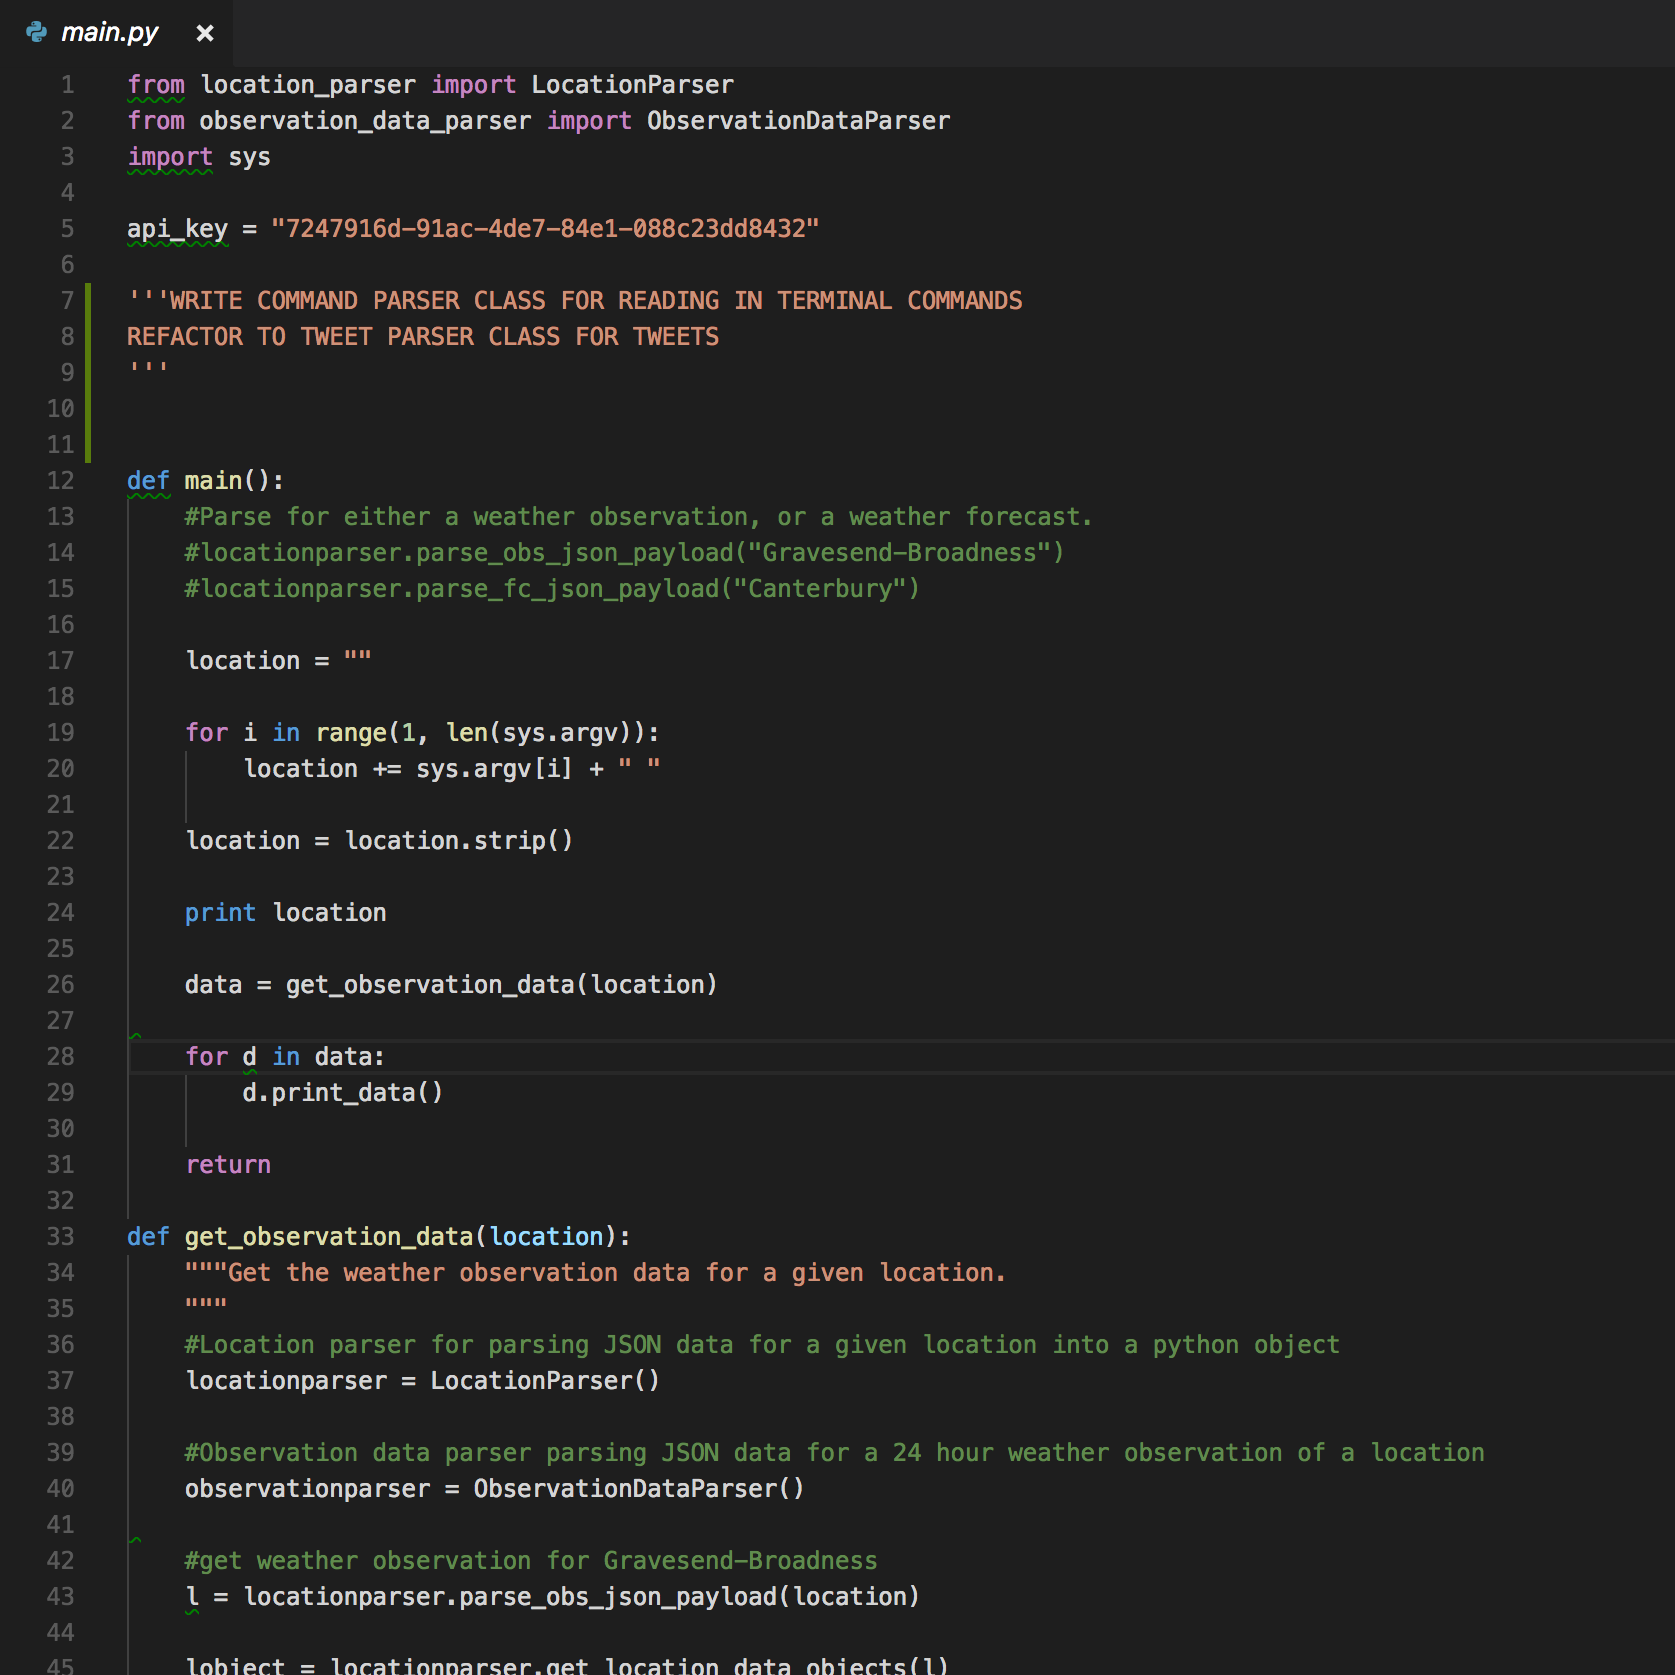 main.py
1 from location_parser import LocationParser
2 from observation_data_parser import ObservationDataParser
3 import sys
4
5 api_key = "7247916d-91ac-4de7-84e1-088c23dd8432"
6
7 '''WRITE COMMAND PARSER CLASS FOR READING IN TERMINAL COMMANDS
8 REFACTOR TO TWEET PARSER CLASS FOR TWEETS
9 '''
10
11
12 def main():
13     #Parse for either a weather observation, or a weather forecast.
14     #locationparser.parse_obs_json_payload("Gravesend-Broadness")
15     #locationparser.parse_fc_json_payload("Canterbury")
16
17     location = ""
18
19     for i in range(1, len(sys.argv)):
20         location += sys.argv[i] + " "
21
22     location = location.strip()
23
24     print location
25
26     data = get_observation_data(location)
27
28     for d in data:
29         d.print_data()
30
31     return
32
33 def get_observation_data(location):
34     """Get the weather observation data for a given location.
35     """
36     #Location parser for parsing JSON data for a given location into a python object
37     locationparser = LocationParser()
38
39     #Observation data parser parsing JSON data for a 24 hour weather observation of a location
40     observationparser = ObservationDataParser()
41
42     #get weather observation for Gravesend-Broadness
43     l = locationparser.parse_obs_json_payload(location)
44
45     lobject = locationparser.get_location_data_objects(l)